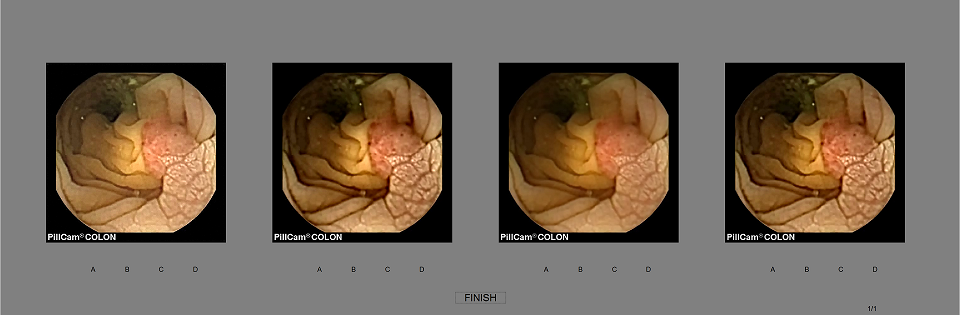 PillCam® COLON PillCam® COLON PillCam® COLON PillCam® COLON
A B C D A B C D A B C D A B C D
FINISH
1/1